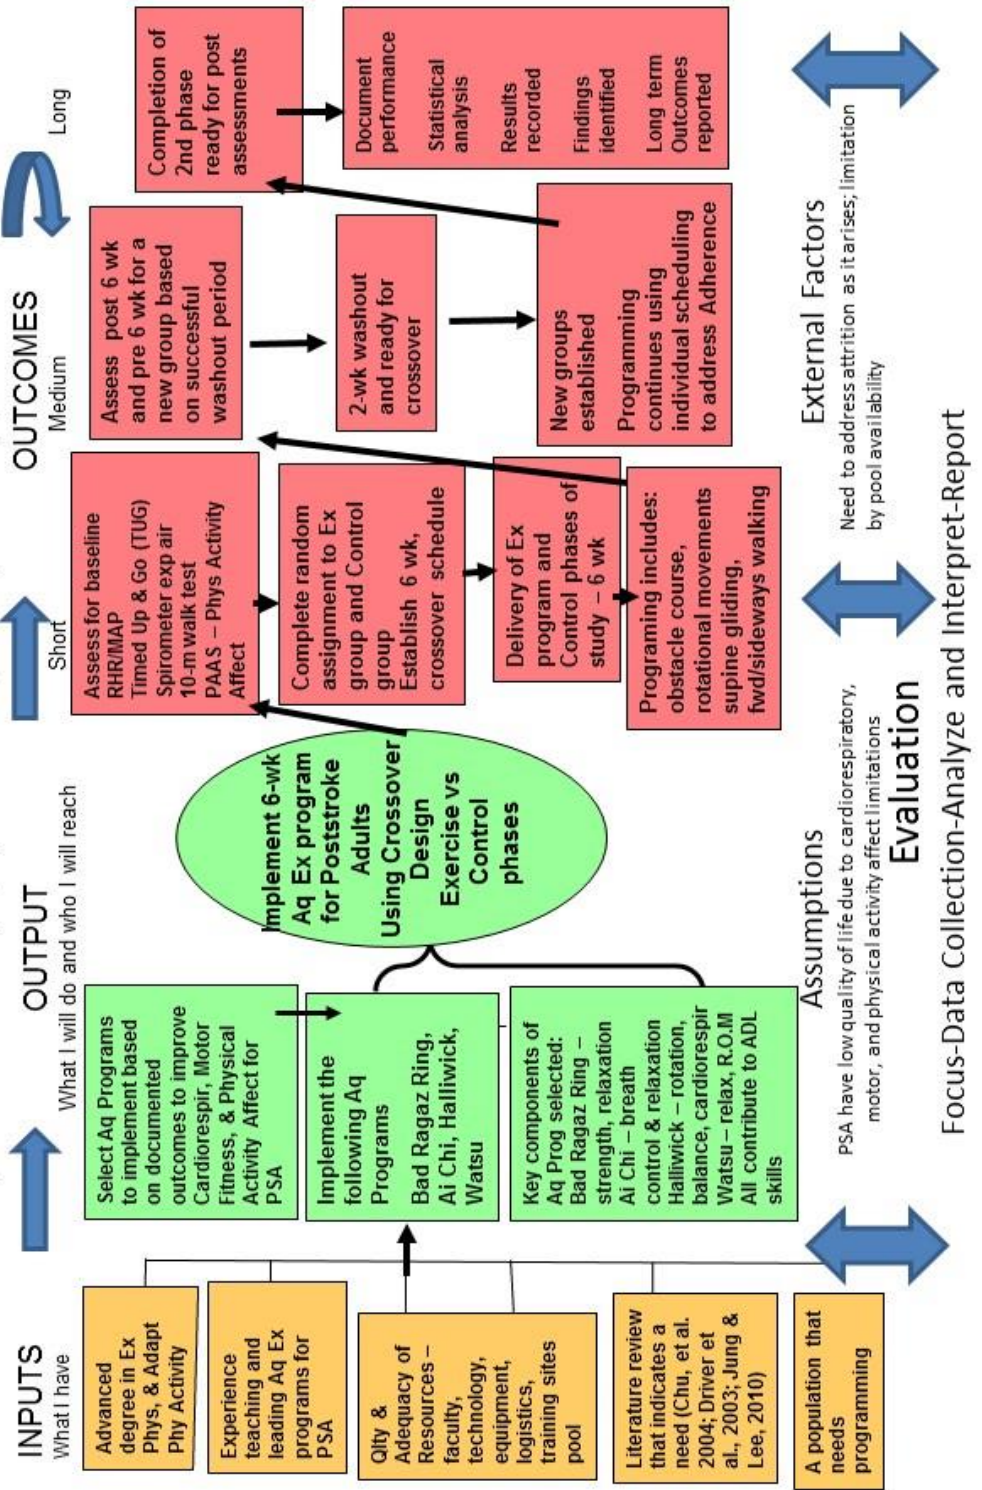 INPUTS
What I have
Advanced
degree in Ex
Phys, & Adapt
Phy Activity
Experience
teaching and
leading Aq Ex
programs for
PSA
Qlty &
Adequacy of
Resources –
faculty,
technology,
equipment,
logistics,
training sites
pool
Literature review
that indicates a
need (Chu, et al.
2004; Driver et
al., 2003; Jung &
Lee, 2010)
A population that
needs
programming
OUTPUT
What I will do and who I will reach
Select Aq Programs
to implement based
on documented
outcomes to improve
Cardiorespir, Motor
Fitness, & Physical
Activity Affect for
PSA
Implement the
following Aq
Programs
Bad Ragaz Ring,
Ai Chi, Halliwick,
Watsu
Key components of
Aq Prog selected:
Bad Ragaz Ring –
strength, relaxation
Ai Chi – breath
control & relaxation
Halliwick – rotation,
balance, cardiorespir
Watsu – relax, R.O.M
All contribute to ADL
skills
Implement 6-wk
Aq Ex program
for Poststroke
Adults
Using Crossover
Design
Exercise vs
Control
phases
OUTCOMES
Short
Medium
Long
Assess for baseline
RHR/MAP
Timed Up & Go (TUG)
Spirometer exp air
10-m walk test
PAAS – Phys Activity
Affect
Complete random
assignment to Ex
group and Control
group
Establish 6 wk,
crossover schedule
Delivery of Ex
program and
Control phases of
study – 6 wk
Programing includes:
obstacle course,
rotational movements
supine gliding,
fwd/sideways walking
Assess post 6 wk
and pre 6 wk for a
new group based
on successful
washout period
2-wk washout
and ready for
crossover
New groups
established
Programming
continues using
individual scheduling
to address Adherence
Completion of
2nd phase
ready for post
assessments
Document
performance
Statistical
analysis
Results
recorded
Findings
identified
Long term
Outcomes
reported
Assumptions
PSA have low quality of life due to cardiorespiratory,
motor, and physical activity affect limitations
External Factors
Need to address attrition as it arises; limitation
by pool availability
Evaluation
Focus-Data Collection-Analyze and Interpret-Report